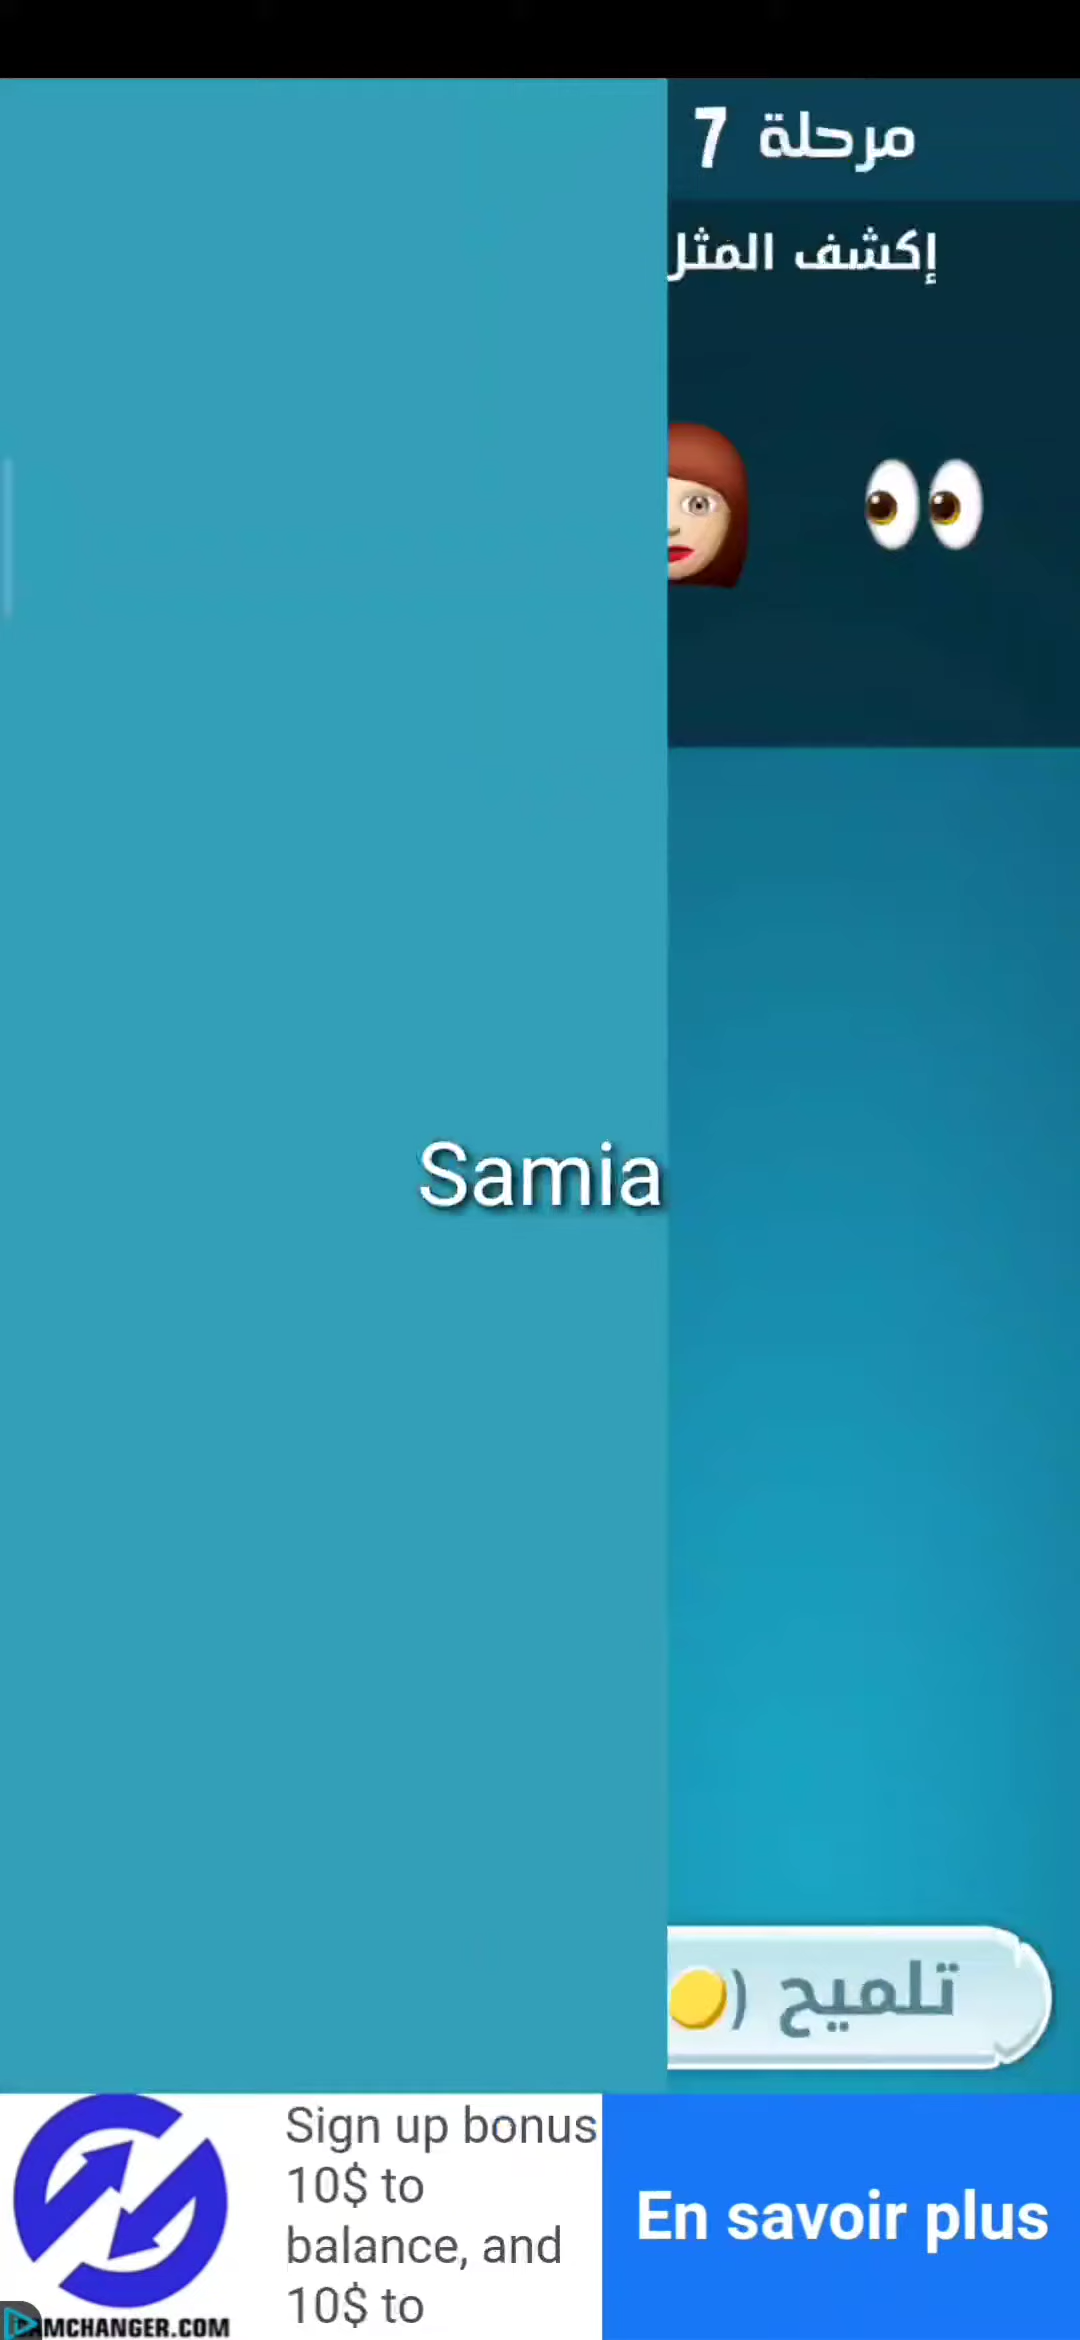 مرحلة 7
إكشف المثل
Samia
تلميح (
Sign up bonus
10$ to
balance, and
10$ to
En savoir plus
MCHANGER.COM